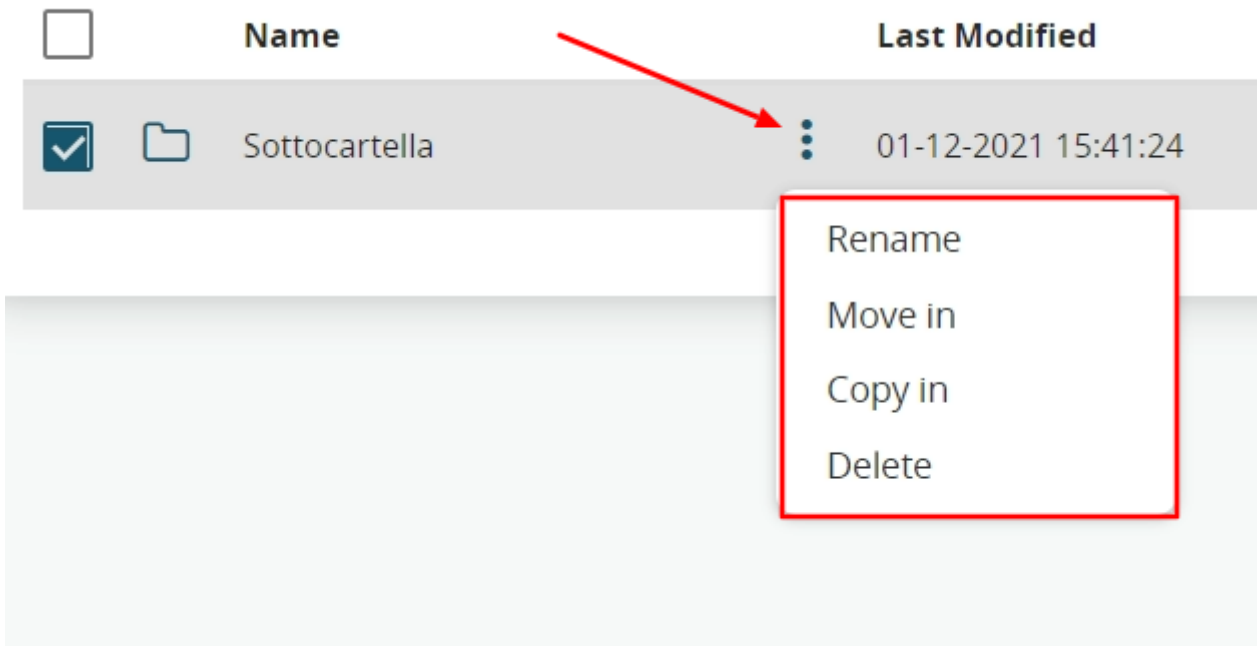 Name Last Modified
Sottocartella 01-12-2021 15:41:24
Rename
Move in
Copy in
Delete